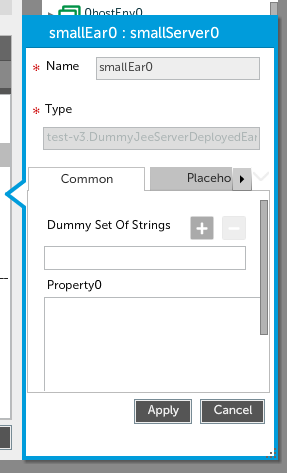 0hostEnv0
smallEar0 : smallServer0
* Name smallEar0
* Type
test-v3.DummyJeeServerDeployedEar
Common Placeho
Dummy Set Of Strings + −
Property0
Apply Cancel